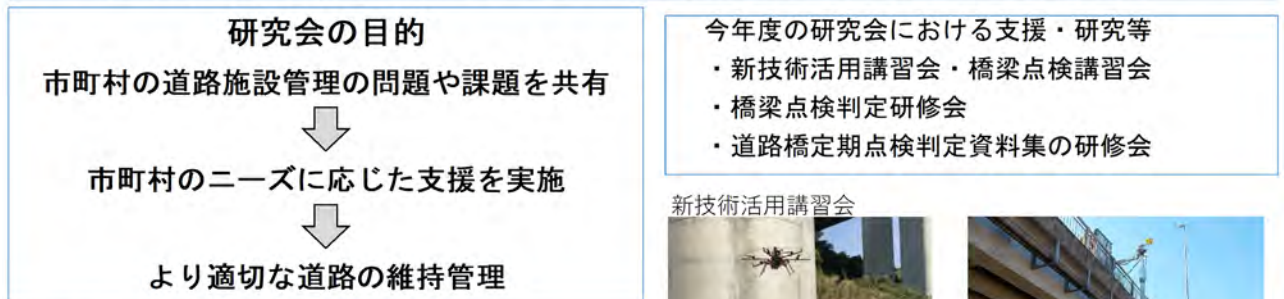 研究会の目的
市町村の道路施設管理の問題や課題を共有
市町村のニーズに応じた支援を実施
より適切な道路の維持管理
今年度の研究会における支援・研究等
・新技術活用講習会・橋梁点検講習会
・橋梁点検判定研修会
・道路橋定期点検判定資料集の研修会
新技術活用講習会